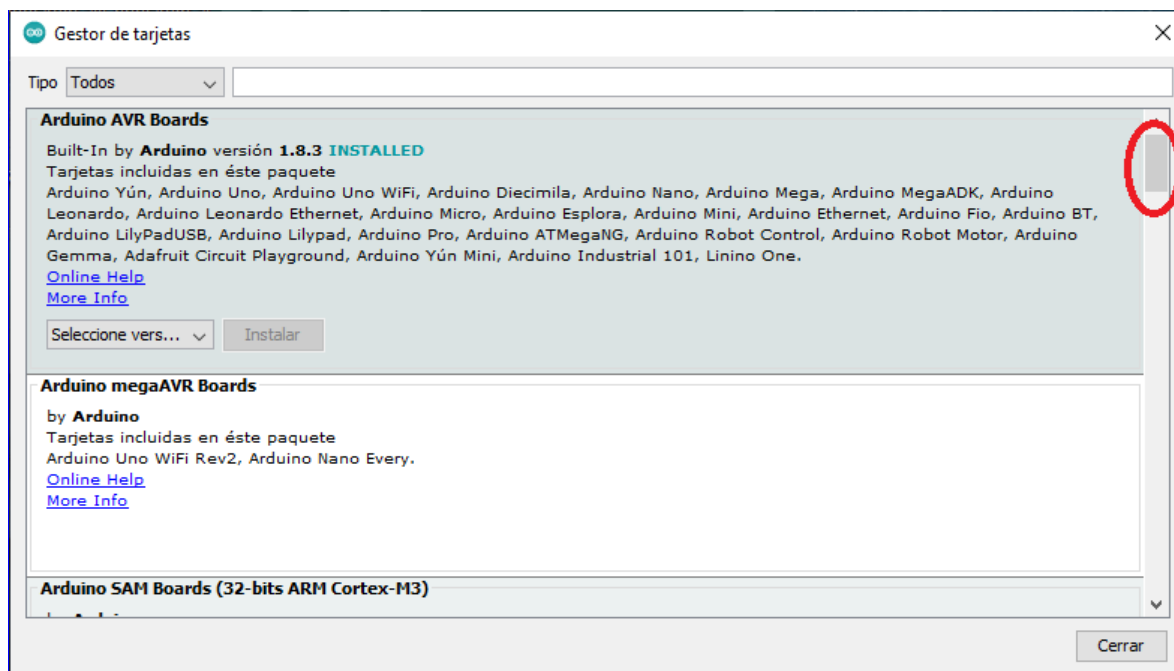 Gestor de tarjetas
Tipo Todos
Arduino AVR Boards
Built-In by Arduino versión 1.8.3 INSTALLED
Tarjetas incluidas en éste paquete
Arduino Yún, Arduino Uno, Arduino Uno WiFi, Arduino Diecimila, Arduino Nano, Arduino Mega, Arduino MegaADK, Arduino
Leonardo, Arduino Leonardo Ethernet, Arduino Micro, Arduino Esplora, Arduino Mini, Arduino Ethernet, Arduino Fio, Arduino BT,
Arduino LilyPadUSB, Arduino Lilypad, Arduino Pro, Arduino ATMegaNG, Arduino Robot Control, Arduino Robot Motor, Arduino
Gemma, Adafruit Circuit Playground, Arduino Yún Mini, Arduino Industrial 101, Linino One.
Online Help
More Info
Seleccione vers... Instalar
Arduino megaAVR Boards
by Arduino
Tarjetas incluidas en éste paquete
Arduino Uno WiFi Rev2, Arduino Nano Every.
Online Help
More Info
Arduino SAM Boards (32-bits ARM Cortex-M3)
Cerrar